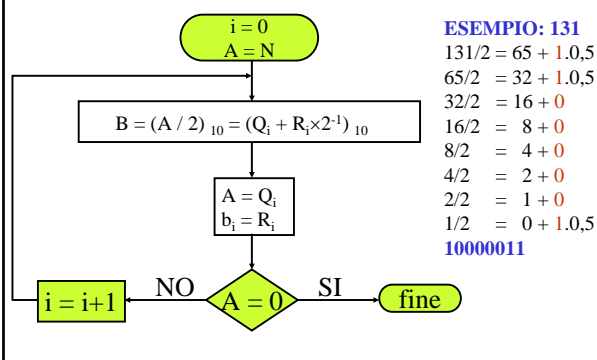 i = 0
A = N
B = (A / 2) 10 = (Qi + Ri×2-1) 10
A = Qi
bi = Ri
A = 0
NO
SI
i = i+1
fine
ESEMPIO: 131
131/2 = 65 + 1.0,5
65/2 = 32 + 1.0,5
32/2 = 16 + 0
16/2 = 8 + 0
8/2 = 4 + 0
4/2 = 2 + 0
2/2 = 1 + 0
1/2 = 0 + 1.0,5
10000011